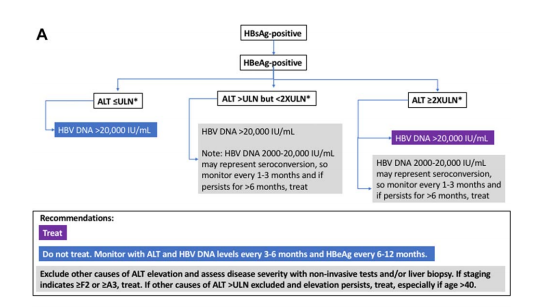 A
HBsAg-positive
HBeAg-positive
ALT ≤ULN*
ALT >ULN but <2XULN*
ALT ≥2XULN*
HBV DNA >20,000 IU/mL
HBV DNA >20,000 IU/mL
Note: HBV DNA 2000-20,000 IU/mL
may represent seroconversion, so
monitor every 1-3 months and if
persists for >6 months, treat
HBV DNA >20,000 IU/mL
HBV DNA 2000-20,000 IU/mL
may represent seroconversion,
so monitor every 1-3 months and if
persists for >6 months, treat
Recommendations:
Treat
Do not treat. Monitor with ALT and HBV DNA levels every 3-6 months and HBeAg every 6-12 months.
Exclude other causes of ALT elevation and assess disease severity with non-invasive tests and/or liver biopsy. If staging
indicates ≥F2 or ≥A3, treat. If other causes of ALT >ULN excluded and elevation persists, treat, especially if age >40.